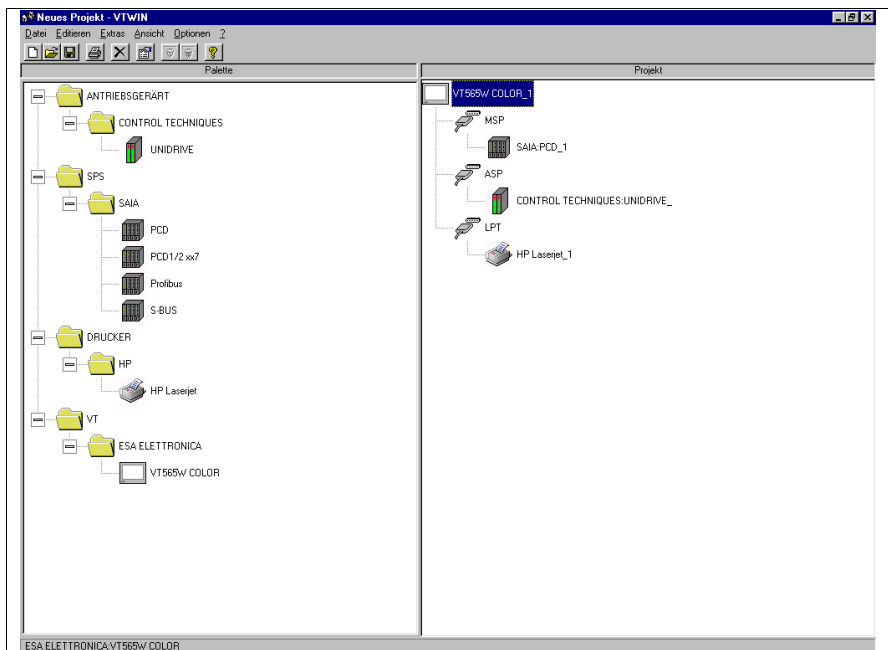 Neues Projekt - VTWIN
Datei Editieren Extras Ansicht Optionen ?
Palette
ANTRIEBSGERÄRT
CONTROL TECHNIQUES
UNIDRIVE
SPS
SAIA
PCD
PCD1/2 xx7
Profibus
S-BUS
DRUCKER
HP
HP Laserjet
VT
ESA ELETTRONICA
VT565W COLOR
Projekt
VT565W COLOR_1
MSP
SAIA:PCD_1
ASP
CONTROL TECHNIQUES:UNIDRIVE_
LPT
HP Laserjet_1
ESA ELETTRONICA:VT565W COLOR